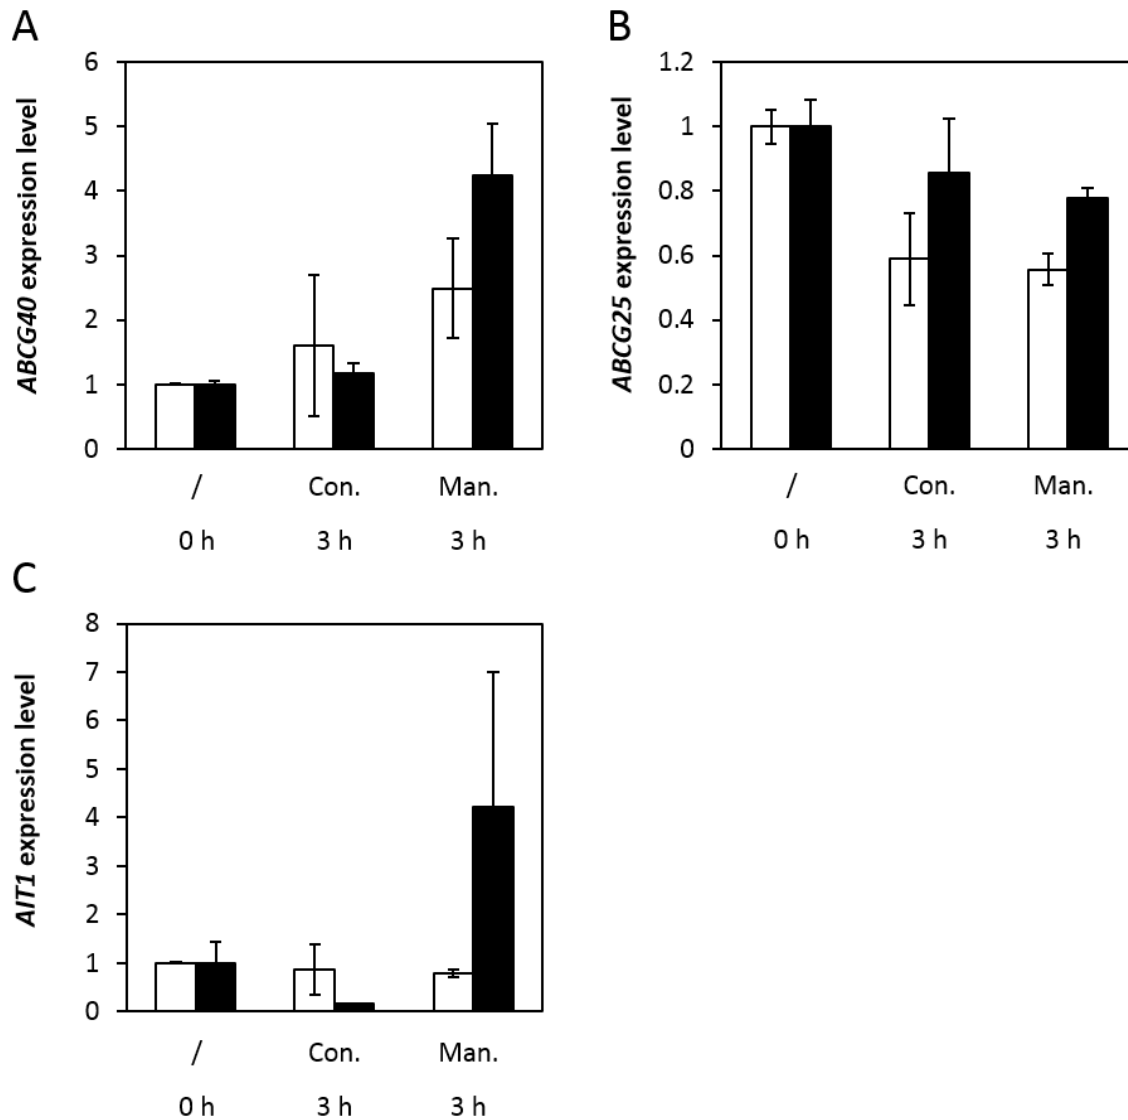 A
ABCG40 expression level
6
5
4
3
2
1
0
/ Con. Man.
0 h 3 h 3 h
B
ABCG25 expression level
1.2
1
0.8
0.6
0.4
0.2
0
/ Con. Man.
0 h 3 h 3 h
C
AIT1 expression level
8
7
6
5
4
3
2
1
0
/ Con. Man.
0 h 3 h 3 h